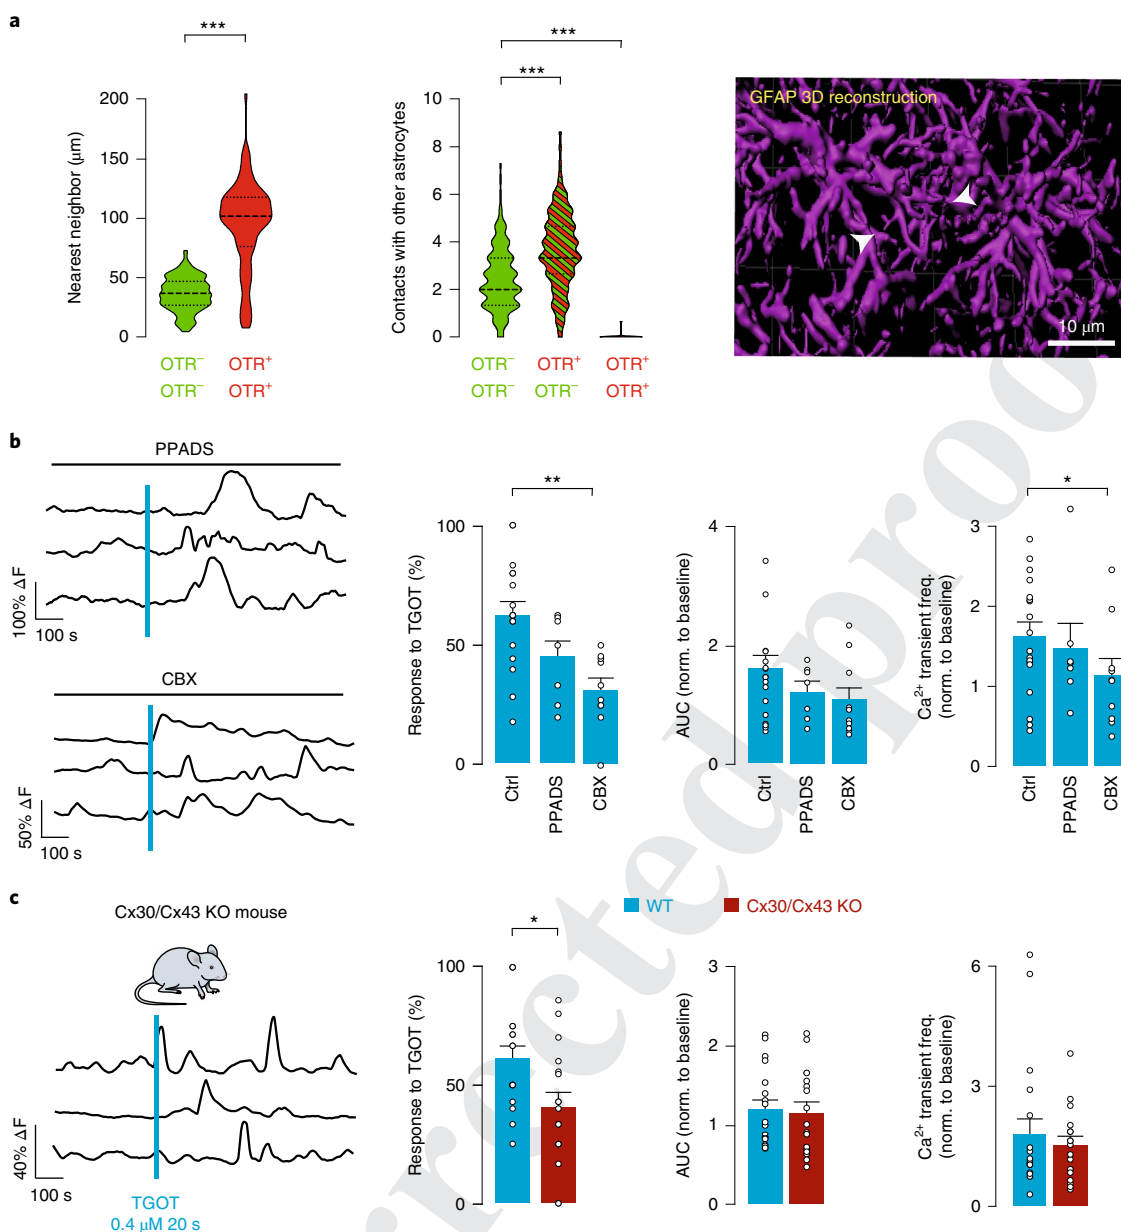 a
***
Nearest neighbor (µm)
200
150
100
50
0
OTR⁻ OTR⁺
OTR⁻ OTR⁺
***
***
Contacts with other astrocytes
10
8
6
4
2
0
OTR⁻ OTR⁺ OTR⁺
OTR⁻ OTR⁻ OTR⁺
GFAP 3D reconstruction
10 µm
b
PPADS
100% ΔF
100 s
CBX
50% ΔF
100 s
**
Response to TGOT (%)
100
50
0
Ctrl
PPADS
CBX
AUC (norm. to baseline)
4
2
0
Ctrl
PPADS
CBX
*
Ca²⁺ transient freq.
(norm. to baseline)
3
2
1
0
Ctrl
PPADS
CBX
c
Cx30/Cx43 KO mouse
40% ΔF
100 s
TGOT
0.4 µM 20 s
WT
Cx30/Cx43 KO
*
Response to TGOT (%)
100
50
0
AUC (norm. to baseline)
3
2
1
0
Ca²⁺ transient freq.
(norm. to baseline)
6
3
0
rected proo